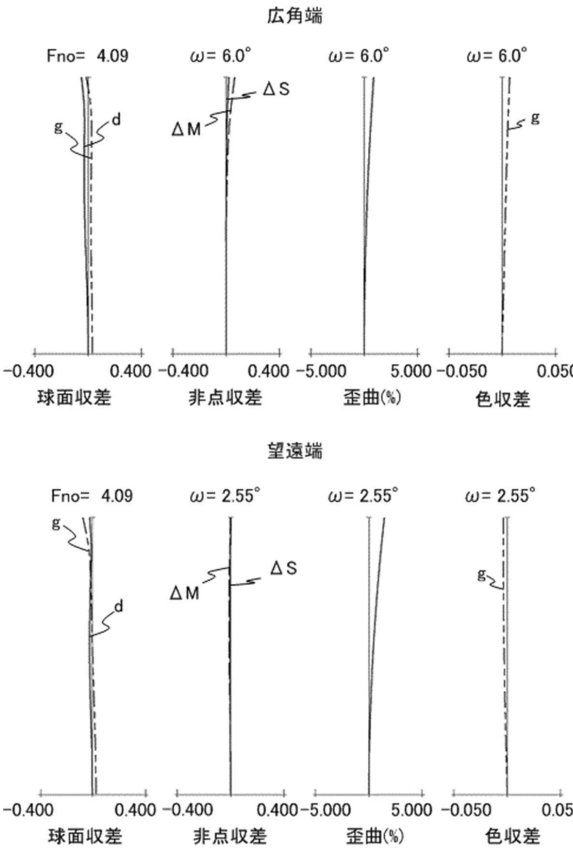 広角端
Fno= 4.09 ω= 6.0° ω= 6.0° ω= 6.0°
ΔS
g d g
ΔM
-0.400 0.400 -0.400 0.400 -5.000 5.000 -0.050 0.050
球面収差 非点収差 歪曲(%) 色収差
望遠端
Fno= 4.09 ω= 2.55° ω= 2.55° ω= 2.55°
g
ΔS g
ΔM
d
-0.400 0.400 -0.400 0.400 -5.000 5.000 -0.050 0.05
球面収差 非点収差 歪曲(%) 色収差